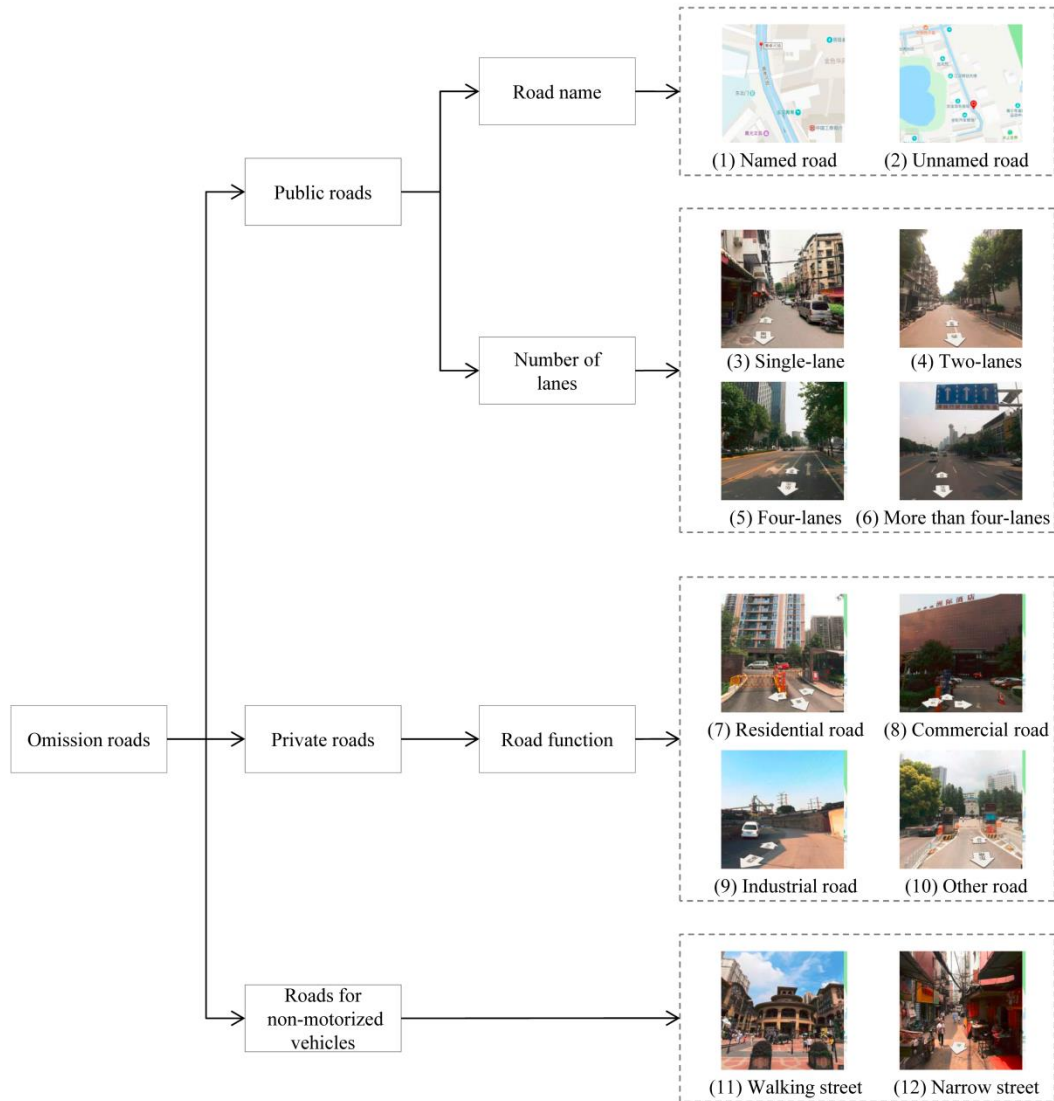 Road name
(1) Named road
(2) Unnamed road
Public roads
Number of
lanes
(3) Single-lane
(4) Two-lanes
(5) Four-lanes
(6) More than four-lanes
Omission roads
Private roads
Road function
(7) Residential road
(8) Commercial road
(9) Industrial road
(10) Other road
Roads for
non-motorized
vehicles
(11) Walking street
(12) Narrow street